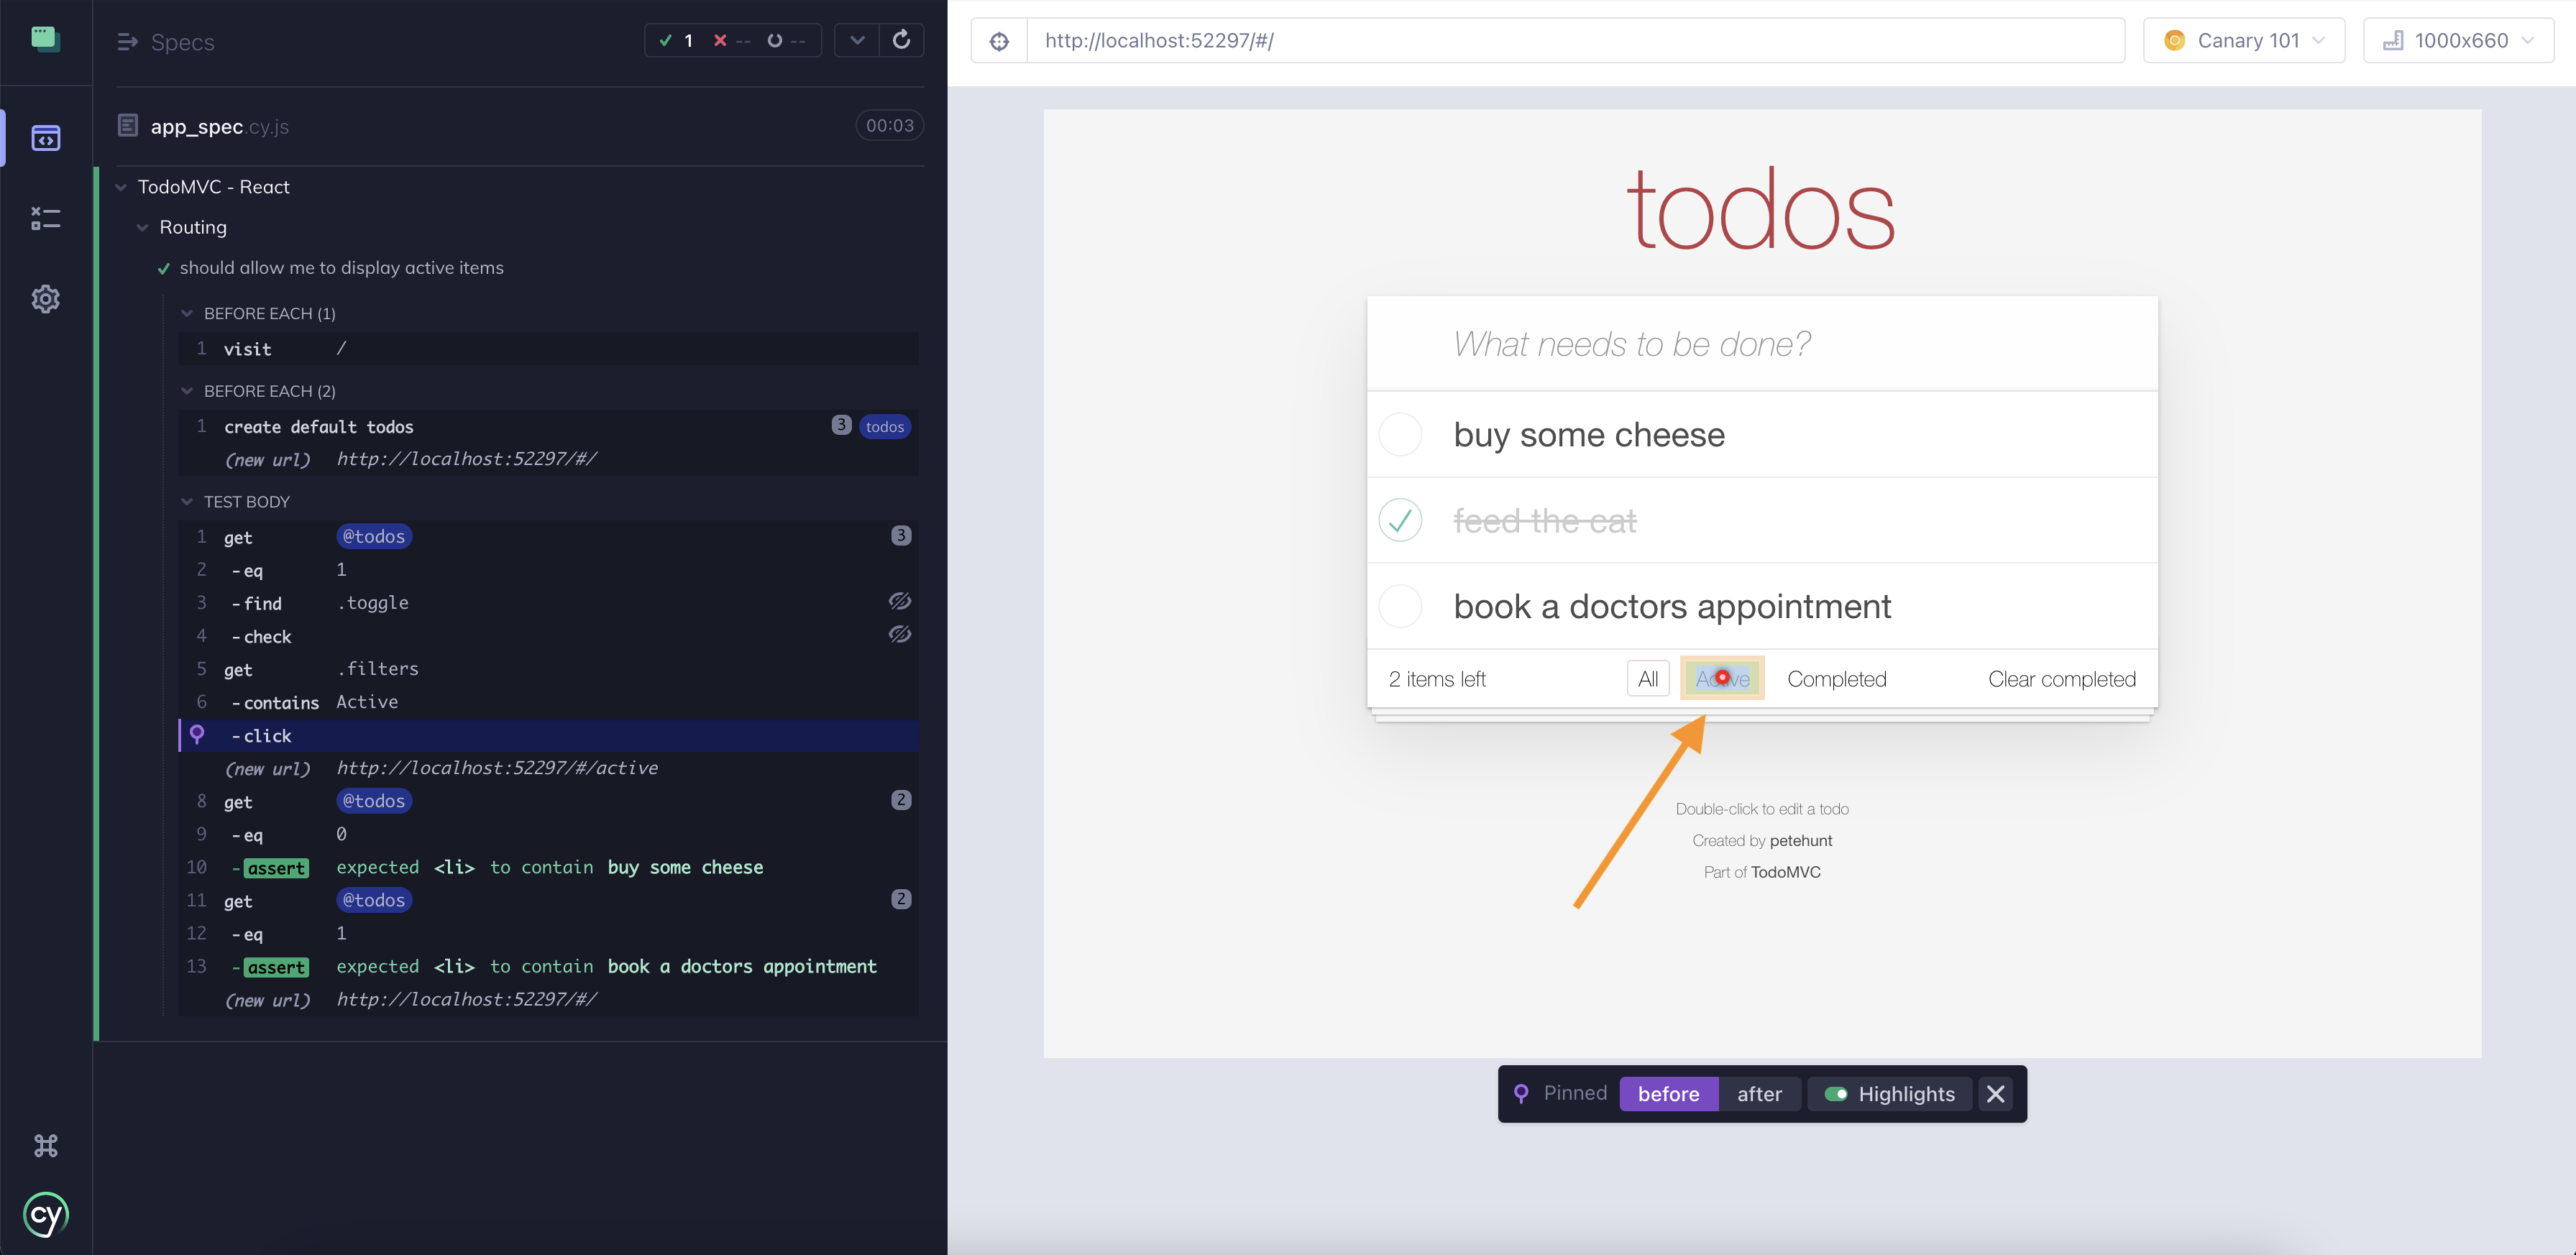 Specs
1 -- --
app_spec.cy.js
00:03
TodoMVC - React
Routing
should allow me to display active items
BEFORE EACH (1)
1 visit /
BEFORE EACH (2)
1 create default todos 3 todos
(new url) http://localhost:52297/#/
TEST BODY
1 get @todos 3
2 -eq 1
3 -find .toggle
4 -check
5 get .filters
6 -contains Active
-click
(new url) http://localhost:52297/#/active
8 get @todos 2
9 -eq 0
10 -assert expected <li> to contain buy some cheese
11 get @todos 2
12 -eq 1
13 -assert expected <li> to contain book a doctors appointment
(new url) http://localhost:52297/#/
cy
http://localhost:52297/#/
Canary 101
1000x660
todos
What needs to be done?
buy some cheese
feed the cat
book a doctors appointment
2 items left All Active Completed Clear completed
Double-click to edit a todo
Created by petehunt
Part of TodoMVC
Pinned before after Highlights